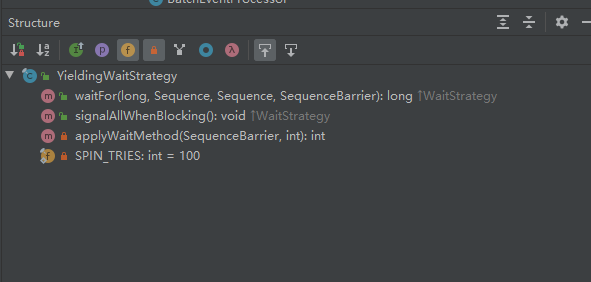 BatchEventProcessor
Structure
YieldingWaitStrategy
waitFor(long, Sequence, Sequence, SequenceBarrier): long ↑WaitStrategy
signalAllWhenBlocking(): void ↑WaitStrategy
applyWaitMethod(SequenceBarrier, int): int
SPIN_TRIES: int = 100